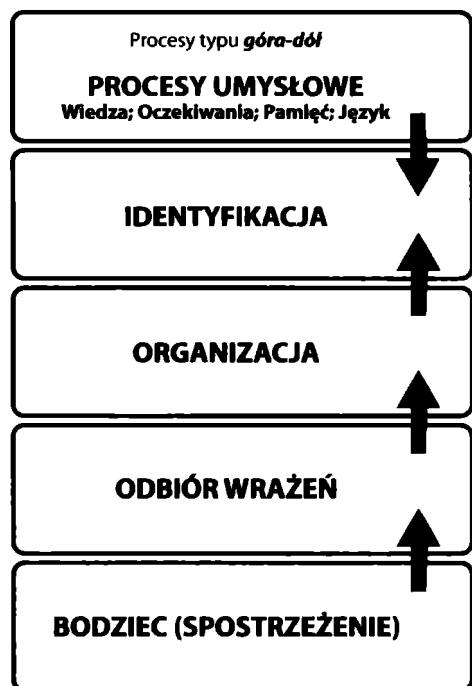 Procesy typu góra-dół
PROCESY UMYSŁOWE
Wiedza; Oczekiwania; Pamięć; Język
IDENTYFIKACJA
ORGANIZACJA
ODBIÓR WRAŻEŃ
BODZIEC (SPOSTRZEŻENIE)